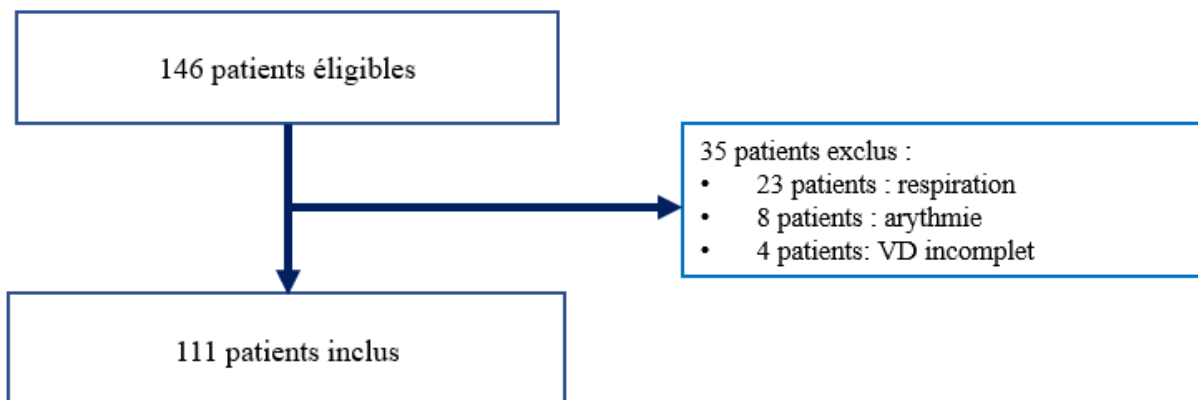 146 patients éligibles
35 patients exclus :
• 23 patients : respiration
• 8 patients : arythmie
• 4 patients: VD incomplet
111 patients inclus